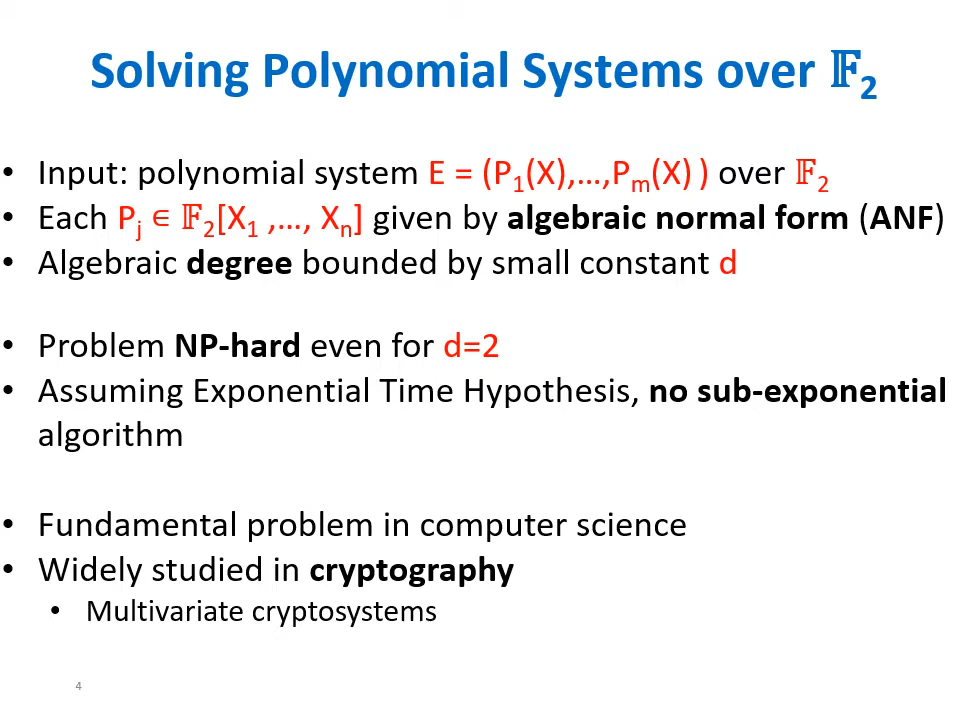 Solving Polynomial Systems over 𝔽₂
• Input: polynomial system E = (P₁(X),…,Pₘ(X) ) over 𝔽₂
• Each Pⱼ ∈ 𝔽₂[X₁ ,…, Xₙ] given by algebraic normal form (ANF)
• Algebraic degree bounded by small constant d
• Problem NP-hard even for d=2
• Assuming Exponential Time Hypothesis, no sub-exponential
algorithm
• Fundamental problem in computer science
• Widely studied in cryptography
• Multivariate cryptosystems
4